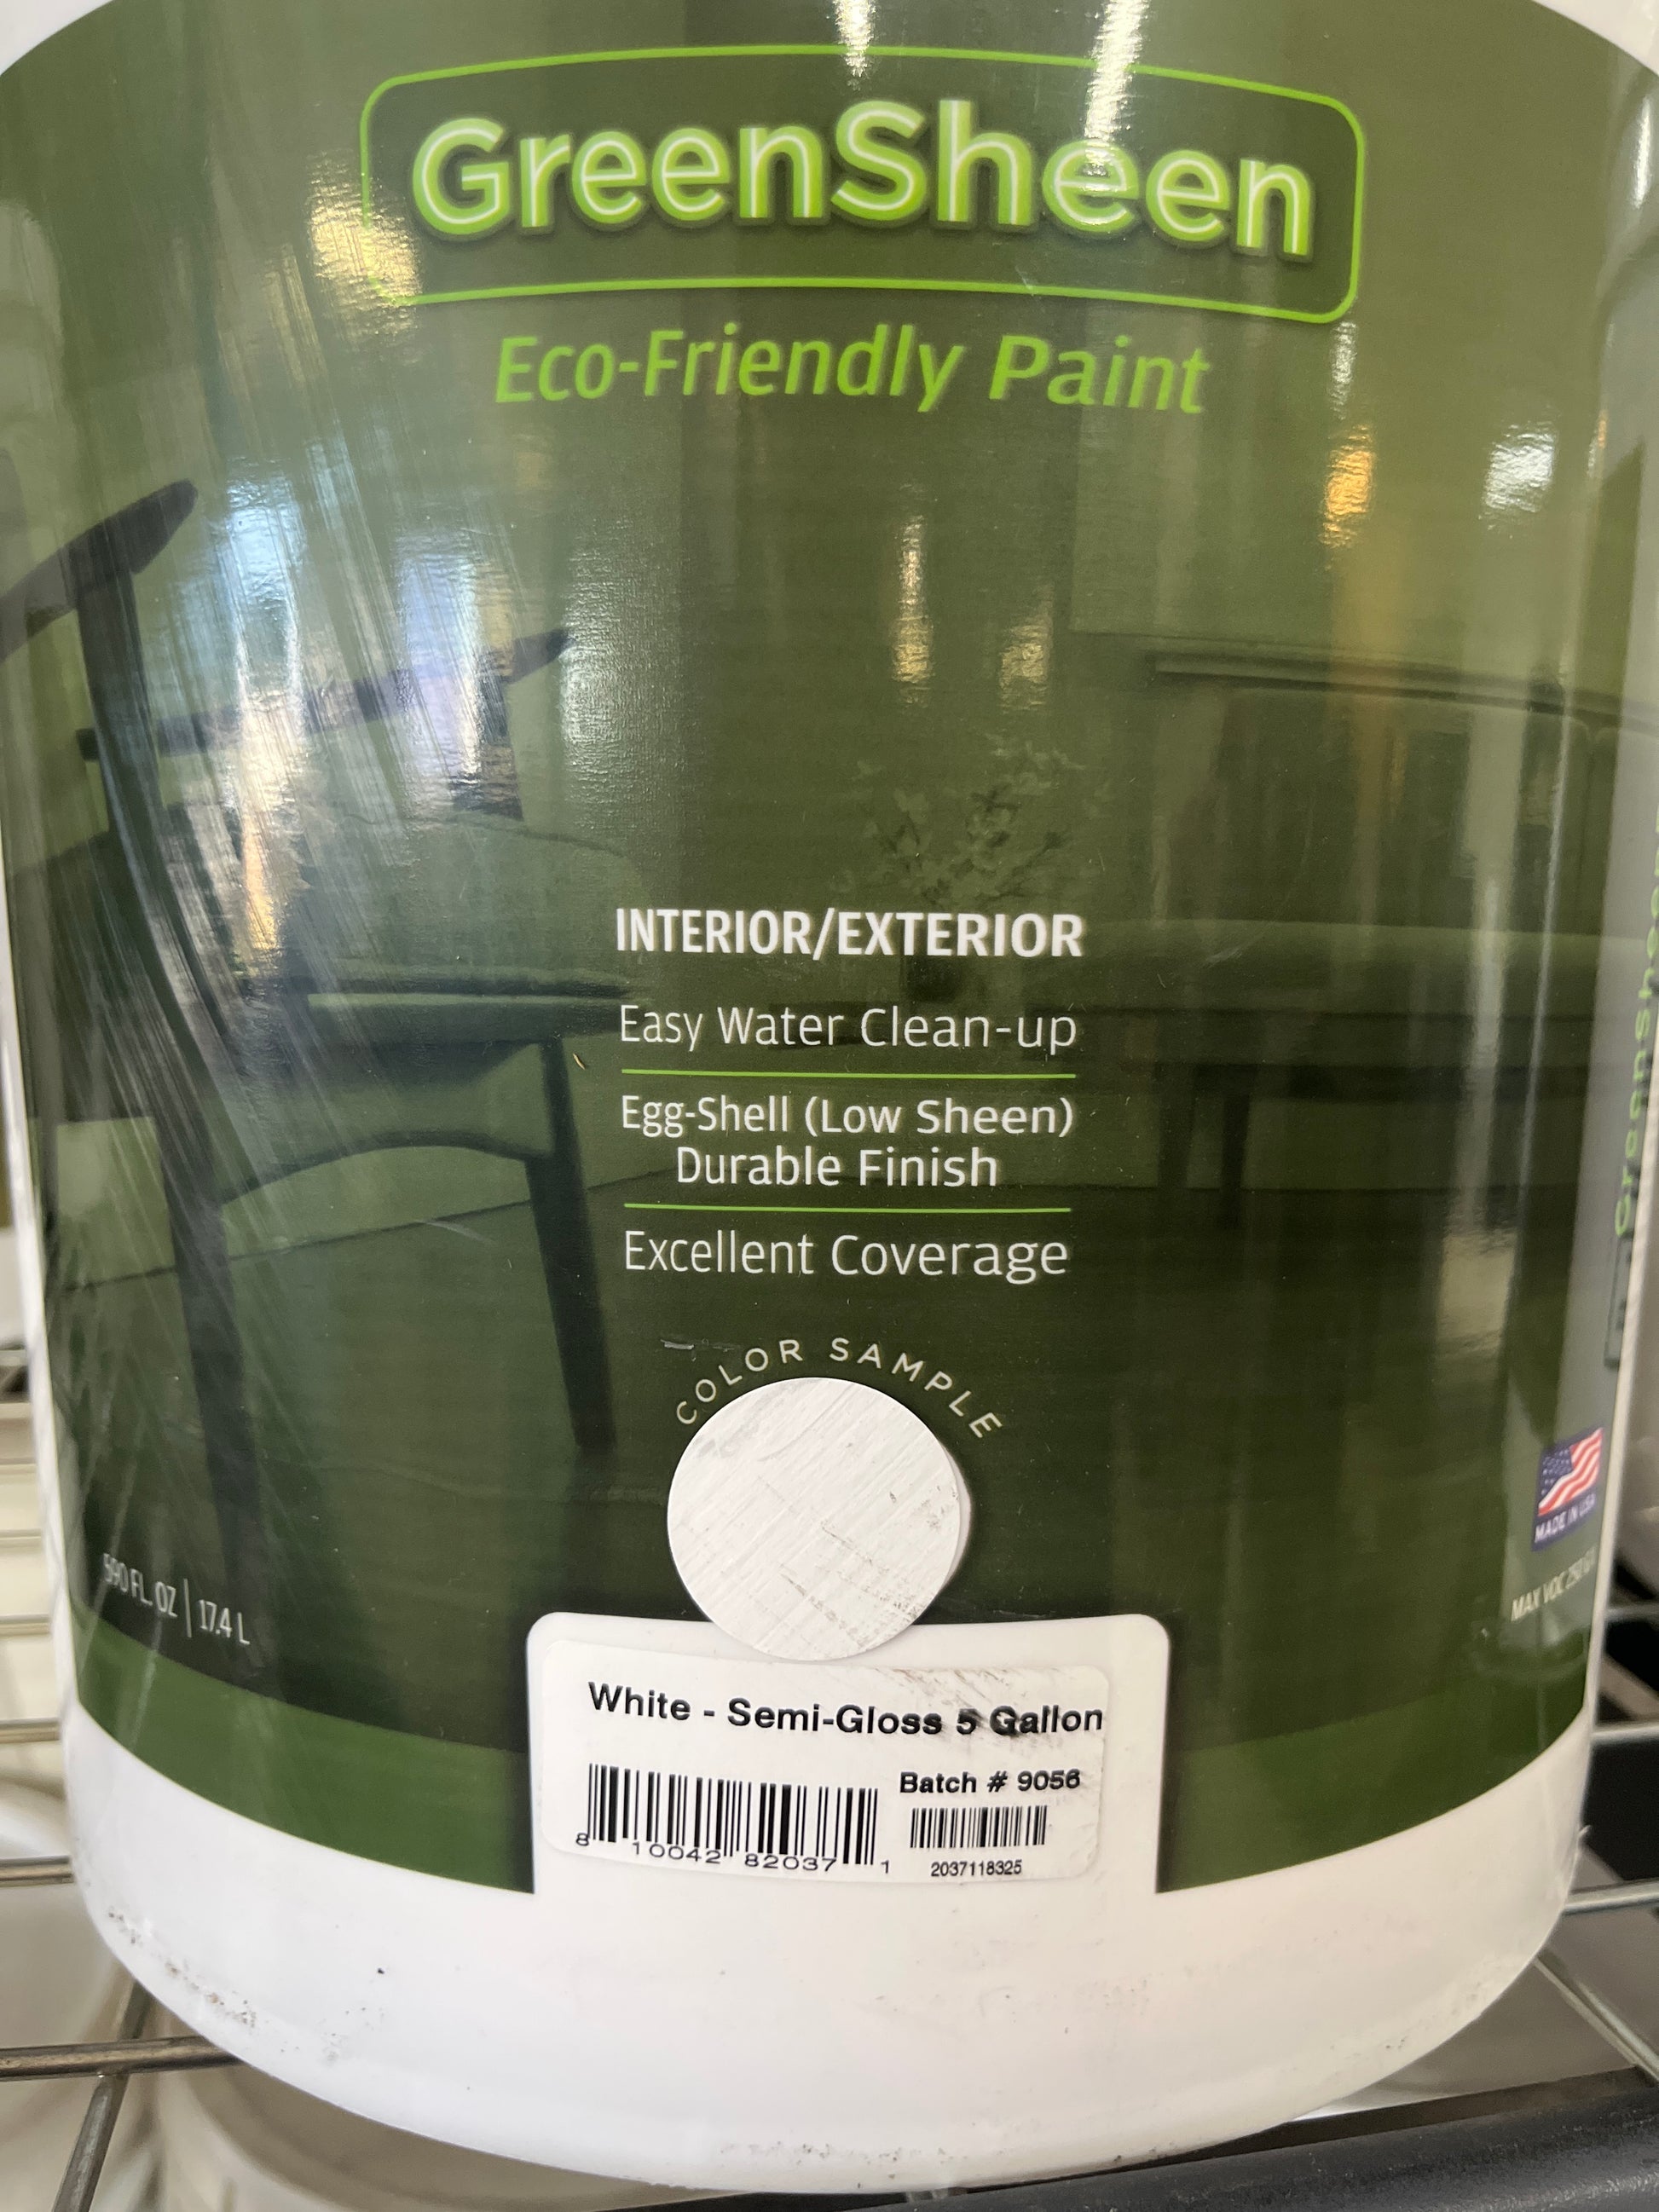 GreenSheen
Eco-Friendly Paint
INTERIOR/EXTERIOR
Easy Water Clean-up
Egg-Shell (Low Sheen)
Durable Finish
Excellent Coverage
COLOR SAMPLE
590 FL. OZ | 17.4 L
MADE IN USA
MAX VOC
White - Semi-Gloss 5 Gallon
Batch # 9056
8 10042 82037 1
2037118325